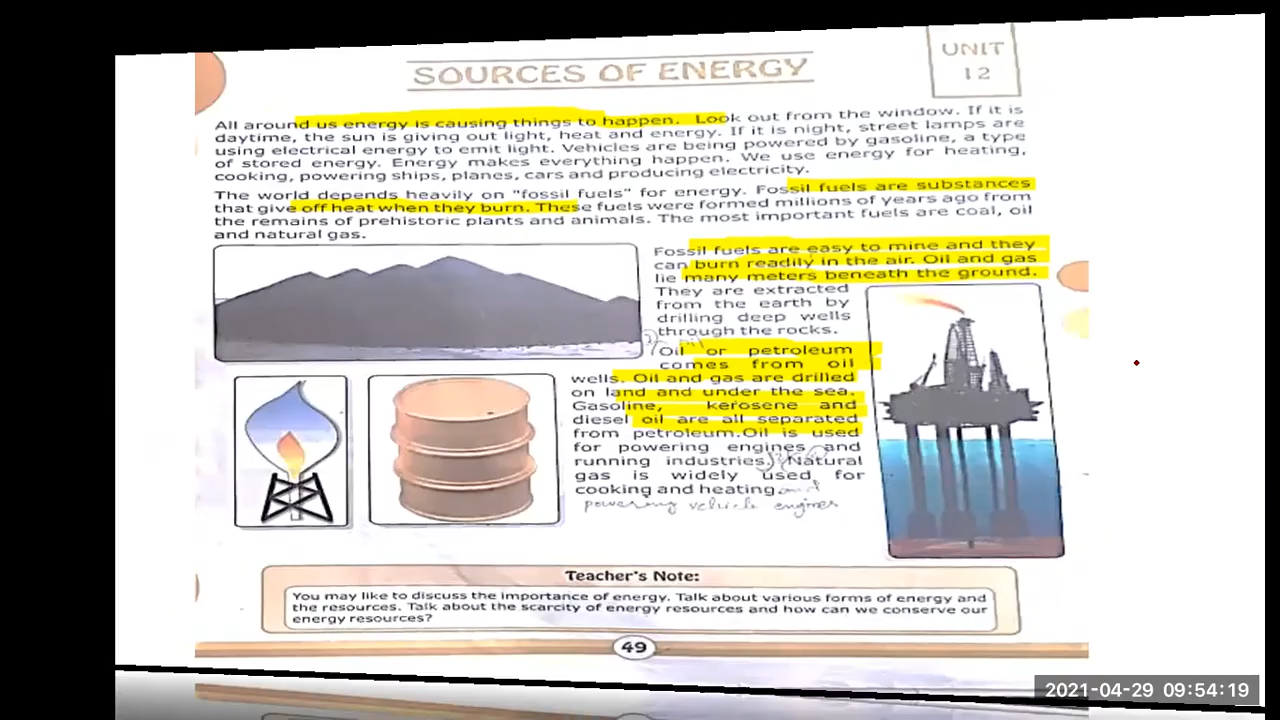 SOURCES OF ENERGY
UNIT
12
All around us energy is causing things to happen. Look out from the window. If it is
daytime, the sun is giving out light, heat and energy. If it is night, street lamps are
using electrical energy to emit light. Vehicles are being powered by gasoline, a type
of stored energy. Energy makes everything happen. We use energy for heating,
cooking, powering ships, planes, cars and producing electricity.
The world depends heavily on "fossil fuels" for energy. Fossil fuels are substances
that give off heat when they burn. These fuels were formed millions of years ago from
the remains of prehistoric plants and animals. The most important fuels are coal, oil
and natural gas.
Fossil fuels are easy to mine and they
can burn readily in the air. Oil and gas
lie many meters beneath the ground.
They are extracted
from the earth by
drilling deep wells
through the rocks.
Oil or petroleum
comes from oil
wells. Oil and gas are drilled
on land and under the sea.
Gasoline, kerosene and
diesel oil are all separated
from petroleum.Oil is used
for powering engines and
running industries. Natural
gas is widely used for
cooking and heating and
powering vehicle engines
Teacher's Note:
You may like to discuss the importance of energy. Talk about various forms of energy and
the resources. Talk about the scarcity of energy resources and how can we conserve our
energy resources?
49
2021-04-29 09:54:19